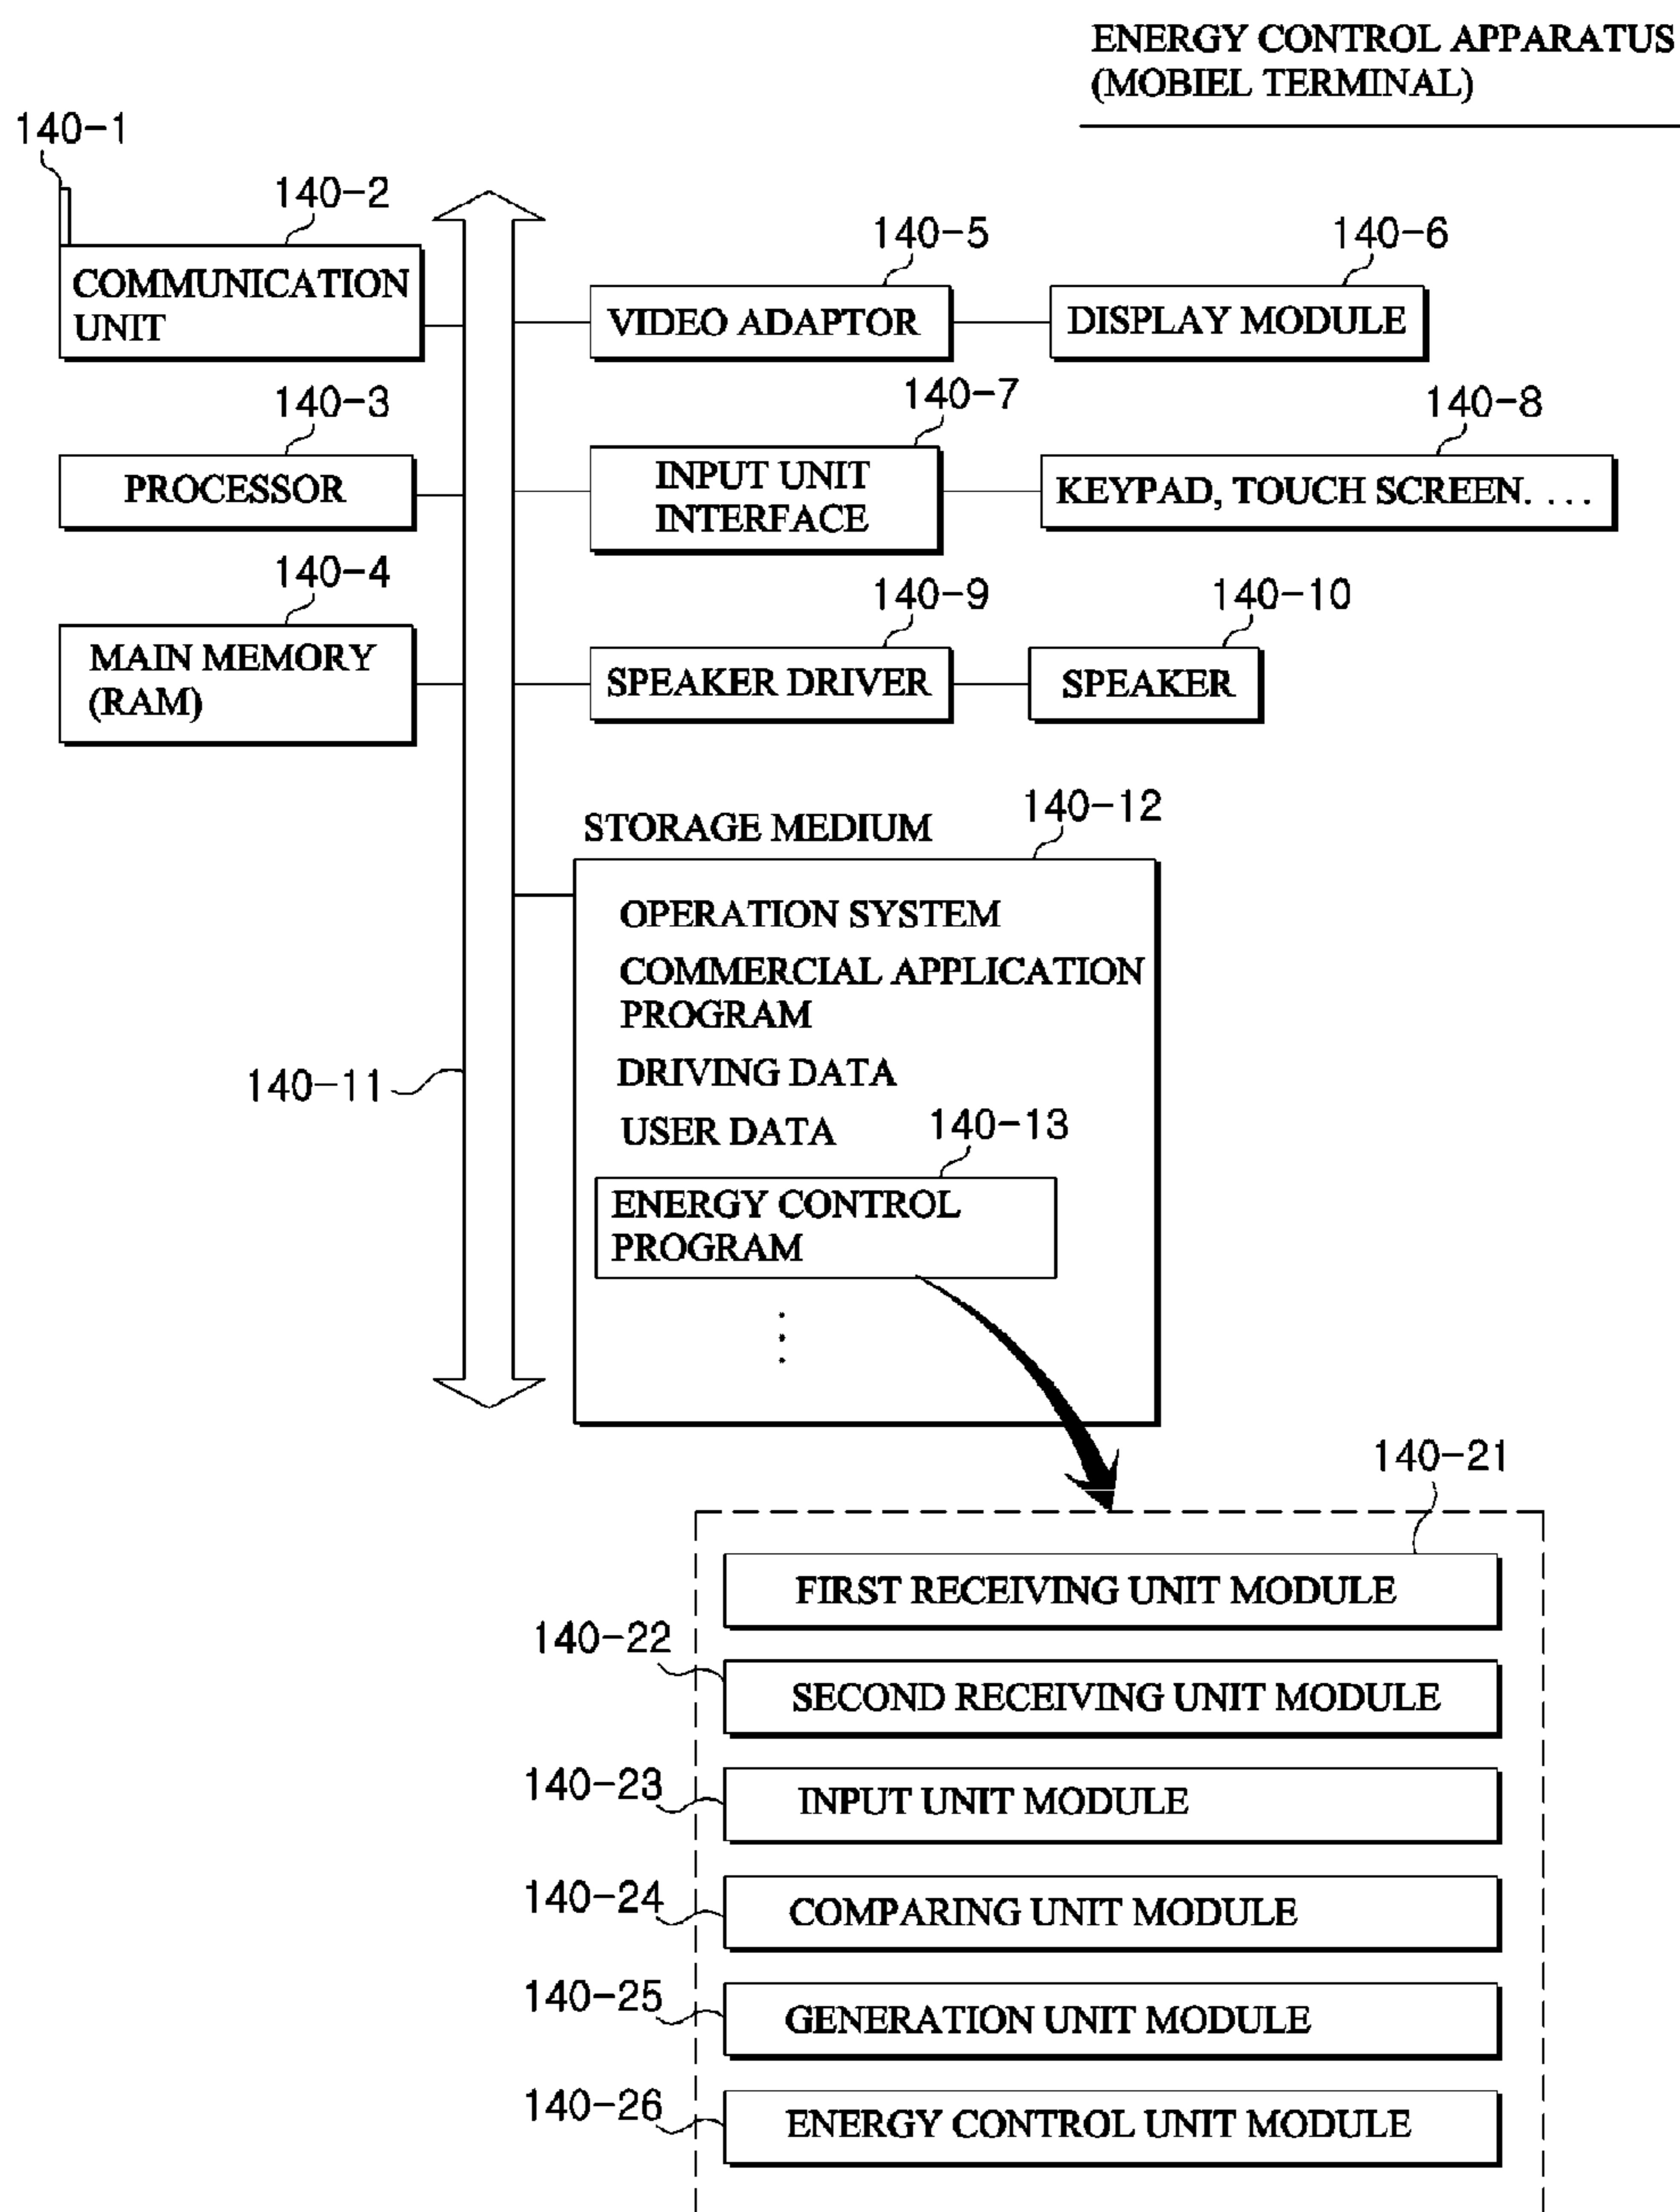 ENERGY CONTROL APPARATUS
(MOBIEL TERMINAL)
140-1
140-2
COMMUNICATION
UNIT
140-5
VIDEO ADAPTOR
140-6
DISPLAY MODULE
140-3
PROCESSOR
140-7
INPUT UNIT
INTERFACE
140-8
KEYPAD, TOUCH SCREEN. . . .
140-4
MAIN MEMORY
(RAM)
140-9
SPEAKER DRIVER
140-10
SPEAKER
140-11
STORAGE MEDIUM
140-12
OPERATION SYSTEM
COMMERCIAL APPLICATION
PROGRAM
DRIVING DATA
USER DATA
140-13
ENERGY CONTROL
PROGRAM
140-21
FIRST RECEIVING UNIT MODULE
140-22
SECOND RECEIVING UNIT MODULE
140-23
INPUT UNIT MODULE
140-24
COMPARING UNIT MODULE
140-25
GENERATION UNIT MODULE
140-26
ENERGY CONTROL UNIT MODULE